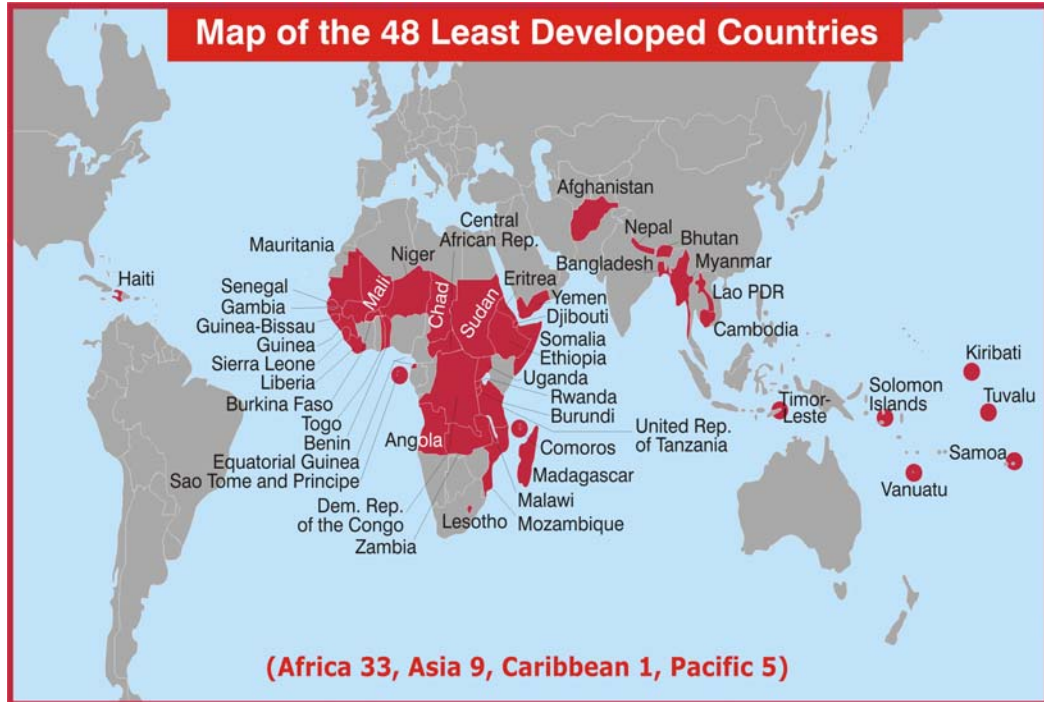 Map of the 48 Least Developed Countries
Afghanistan
Central
African Rep.
Nepal
Bhutan
Mauritania
Niger
Bangladesh
Myanmar
Haiti
Senegal
Mali
Chad
Sudan
Eritrea
Yemen
Lao PDR
Gambia
Djibouti
Guinea-Bissau
Somalia
Cambodia
Guinea
Ethiopia
Sierra Leone
Uganda
Kiribati
Liberia
Rwanda
Timor-
Leste
Solomon
Islands
Tuvalu
Burkina Faso
Burundi
Togo
United Rep.
of Tanzania
Benin
Angola
Comoros
Samoa
Equatorial Guinea
Sao Tome and Principe
Madagascar
Vanuatu
Dem. Rep.
of the Congo
Malawi
Lesotho
Mozambique
Zambia
(Africa 33, Asia 9, Caribbean 1, Pacific 5)